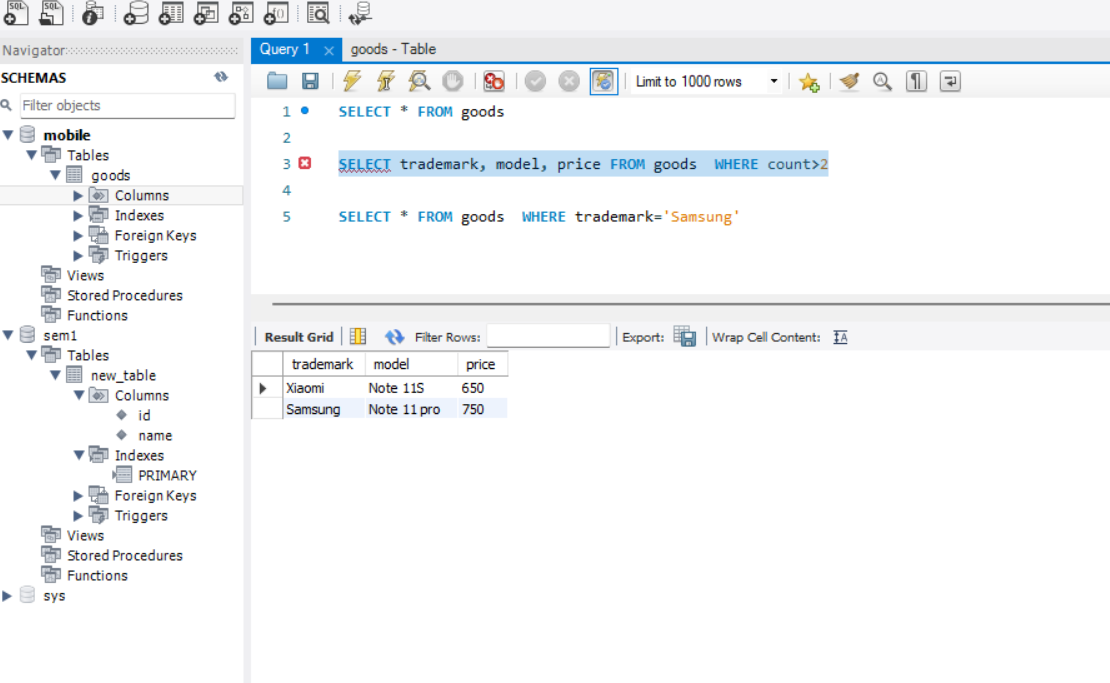 SQL
SQL
Navigator
Query 1
goods - Table
SCHEMAS
Filter objects
Limit to 1000 rows
mobile
Tables
goods
Columns
Indexes
Foreign Keys
Triggers
Views
Stored Procedures
Functions
sem1
Tables
new_table
Columns
id
name
Indexes
PRIMARY
Foreign Keys
Triggers
Views
Stored Procedures
Functions
sys
1 SELECT * FROM goods
2
3 SELECT trademark, model, price FROM goods  WHERE count>2
4
5 SELECT * FROM goods  WHERE trademark='Samsung'
Result Grid Filter Rows: Export: Wrap Cell Content: IA
trademark model price
Xiaomi Note 11S 650
Samsung Note 11 pro 750